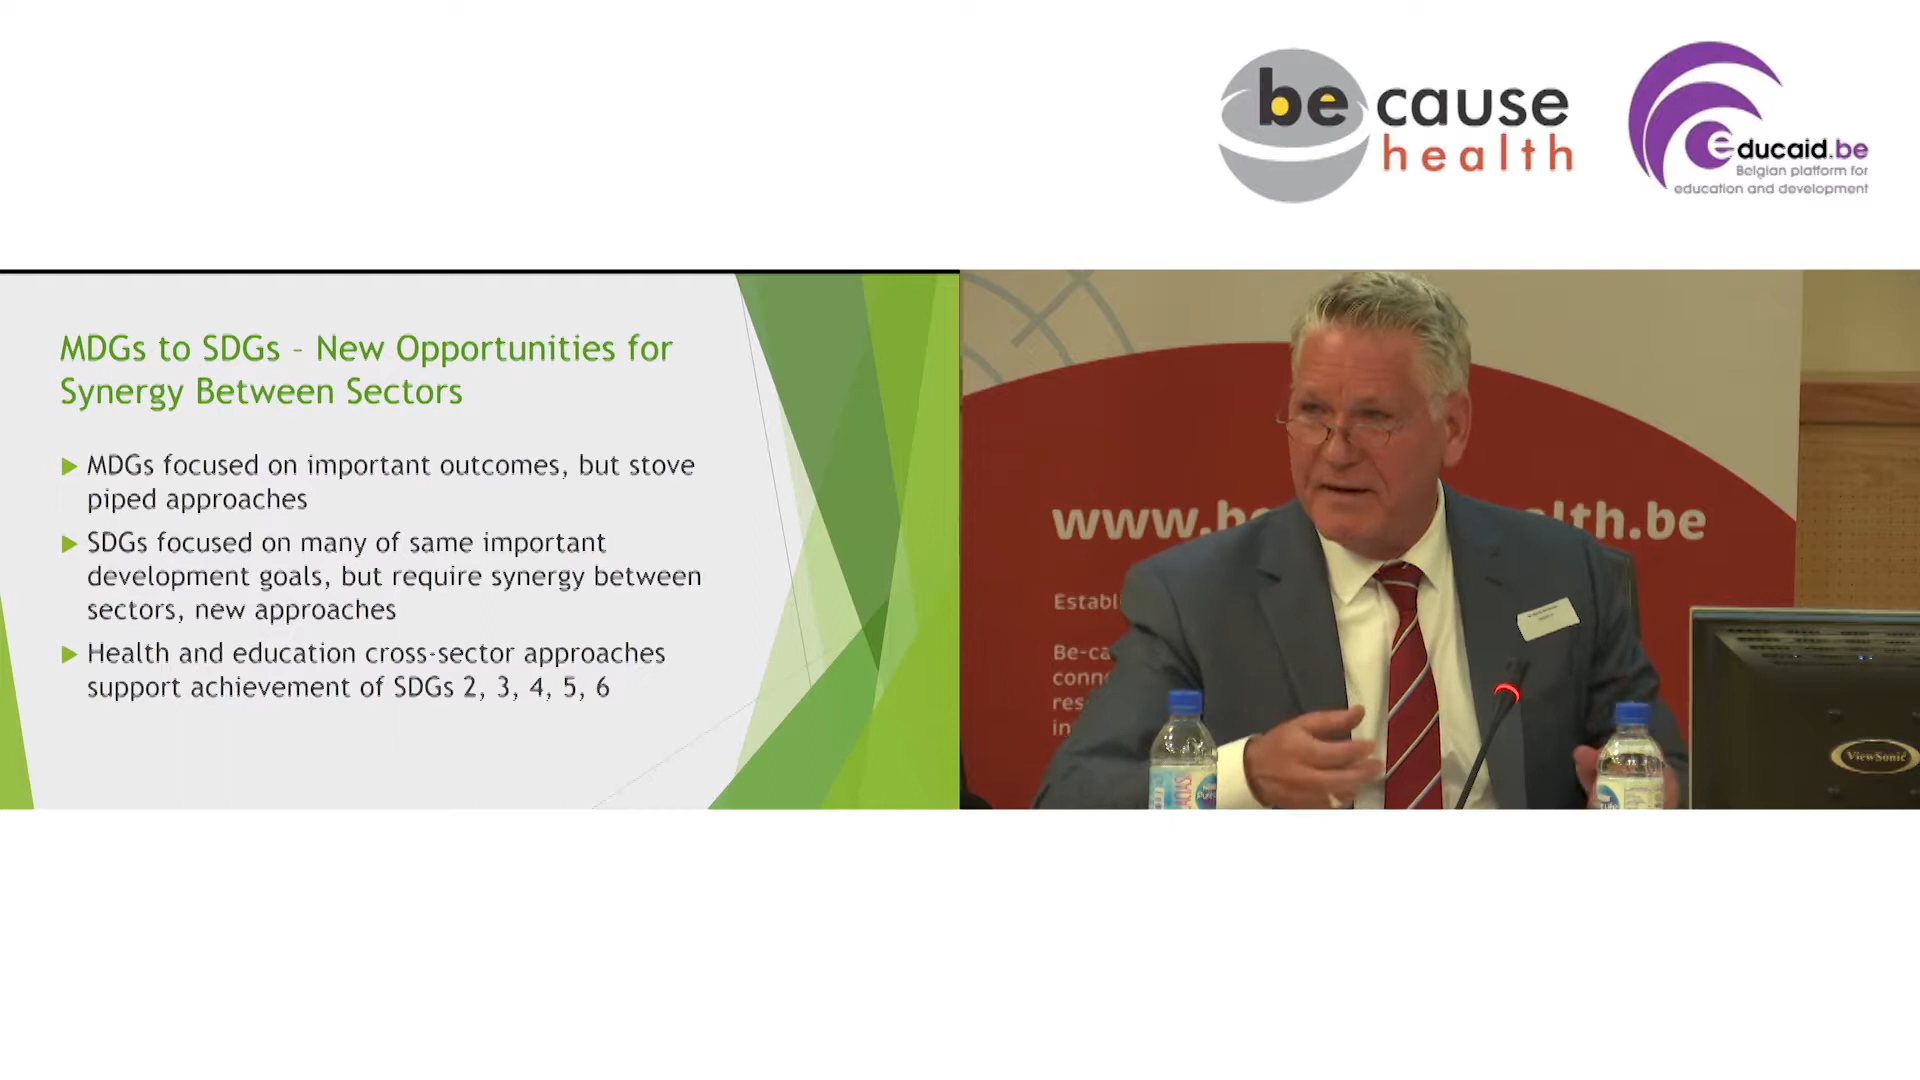 be cause
health
educaid.be
Belgian platform for
education and development
MDGs to SDGs – New Opportunities for
Synergy Between Sectors
MDGs focused on important outcomes, but stove
piped approaches
SDGs focused on many of same important
development goals, but require synergy between
sectors, new approaches
Health and education cross-sector approaches
support achievement of SDGs 2, 3, 4, 5, 6
www.be
lth.be
Establ
Be-ca
conn
res
in
ViewSonic